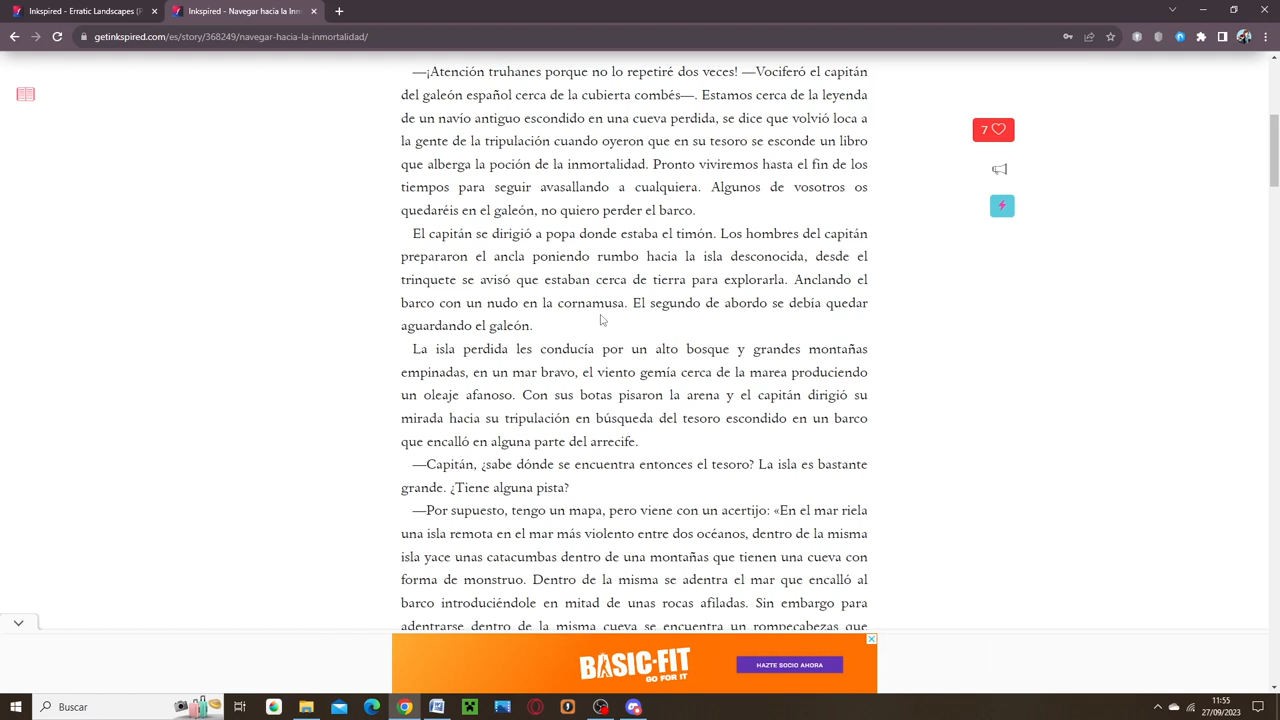 Inkspired - Erratic Landscapes (F
Inkspired - Navegar hacia la Inm
getinkspired.com/es/story/368249/navegar-hacia-la-inmortalidad/
—¡Atención truhanes porque no lo repetiré dos veces! —Vociferó el capitán
del galeón español cerca de la cubierta combés—. Estamos cerca de la leyenda
de un navío antiguo escondido en una cueva perdida, se dice que volvió loca a
la gente de la tripulación cuando oyeron que en su tesoro se esconde un libro
que alberga la poción de la inmortalidad. Pronto viviremos hasta el fin de los
tiempos para seguir avasallando a cualquiera. Algunos de vosotros os
quedaréis en el galeón, no quiero perder el barco.
El capitán se dirigió a popa donde estaba el timón. Los hombres del capitán
prepararon el ancla poniendo rumbo hacia la isla desconocida, desde el
trinquete se avisó que estaban cerca de tierra para explorarla. Anclando el
barco con un nudo en la cornamusa. El segundo de abordo se debía quedar
aguardando el galeón.
La isla perdida les conducía por un alto bosque y grandes montañas
empinadas, en un mar bravo, el viento gemía cerca de la marea produciendo
un oleaje afanoso. Con sus botas pisaron la arena y el capitán dirigió su
mirada hacia su tripulación en búsqueda del tesoro escondido en un barco
que encalló en alguna parte del arrecife.
—Capitán, ¿sabe dónde se encuentra entonces el tesoro? La isla es bastante
grande. ¿Tiene alguna pista?
—Por supuesto, tengo un mapa, pero viene con un acertijo: «En el mar riela
una isla remota en el mar más violento entre dos océanos, dentro de la misma
isla yace unas catacumbas dentro de una montañas que tienen una cueva con
forma de monstruo. Dentro de la misma se adentra el mar que encalló al
barco introduciéndole en mitad de unas rocas afiladas. Sin embargo para
adentrarse dentro de la misma cueva se encuentra un rompecabezas que
7
BASIC-FIT
GO FOR IT
HAZTE SOCIO AHORA
Buscar
11:55
27/09/2023